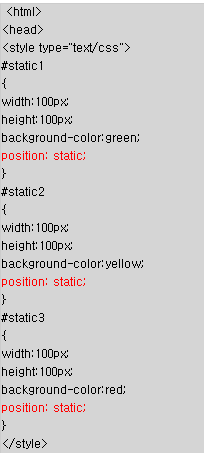 <html>
<head>
<style type="text/css">
#static1
{
width:100px;
height:100px;
background-color:green;
position: static;
}
#static2
{
width:100px;
height:100px;
background-color:yellow;
position: static;
}
#static3
{
width:100px;
height:100px;
background-color:red;
position: static;
}
</style>